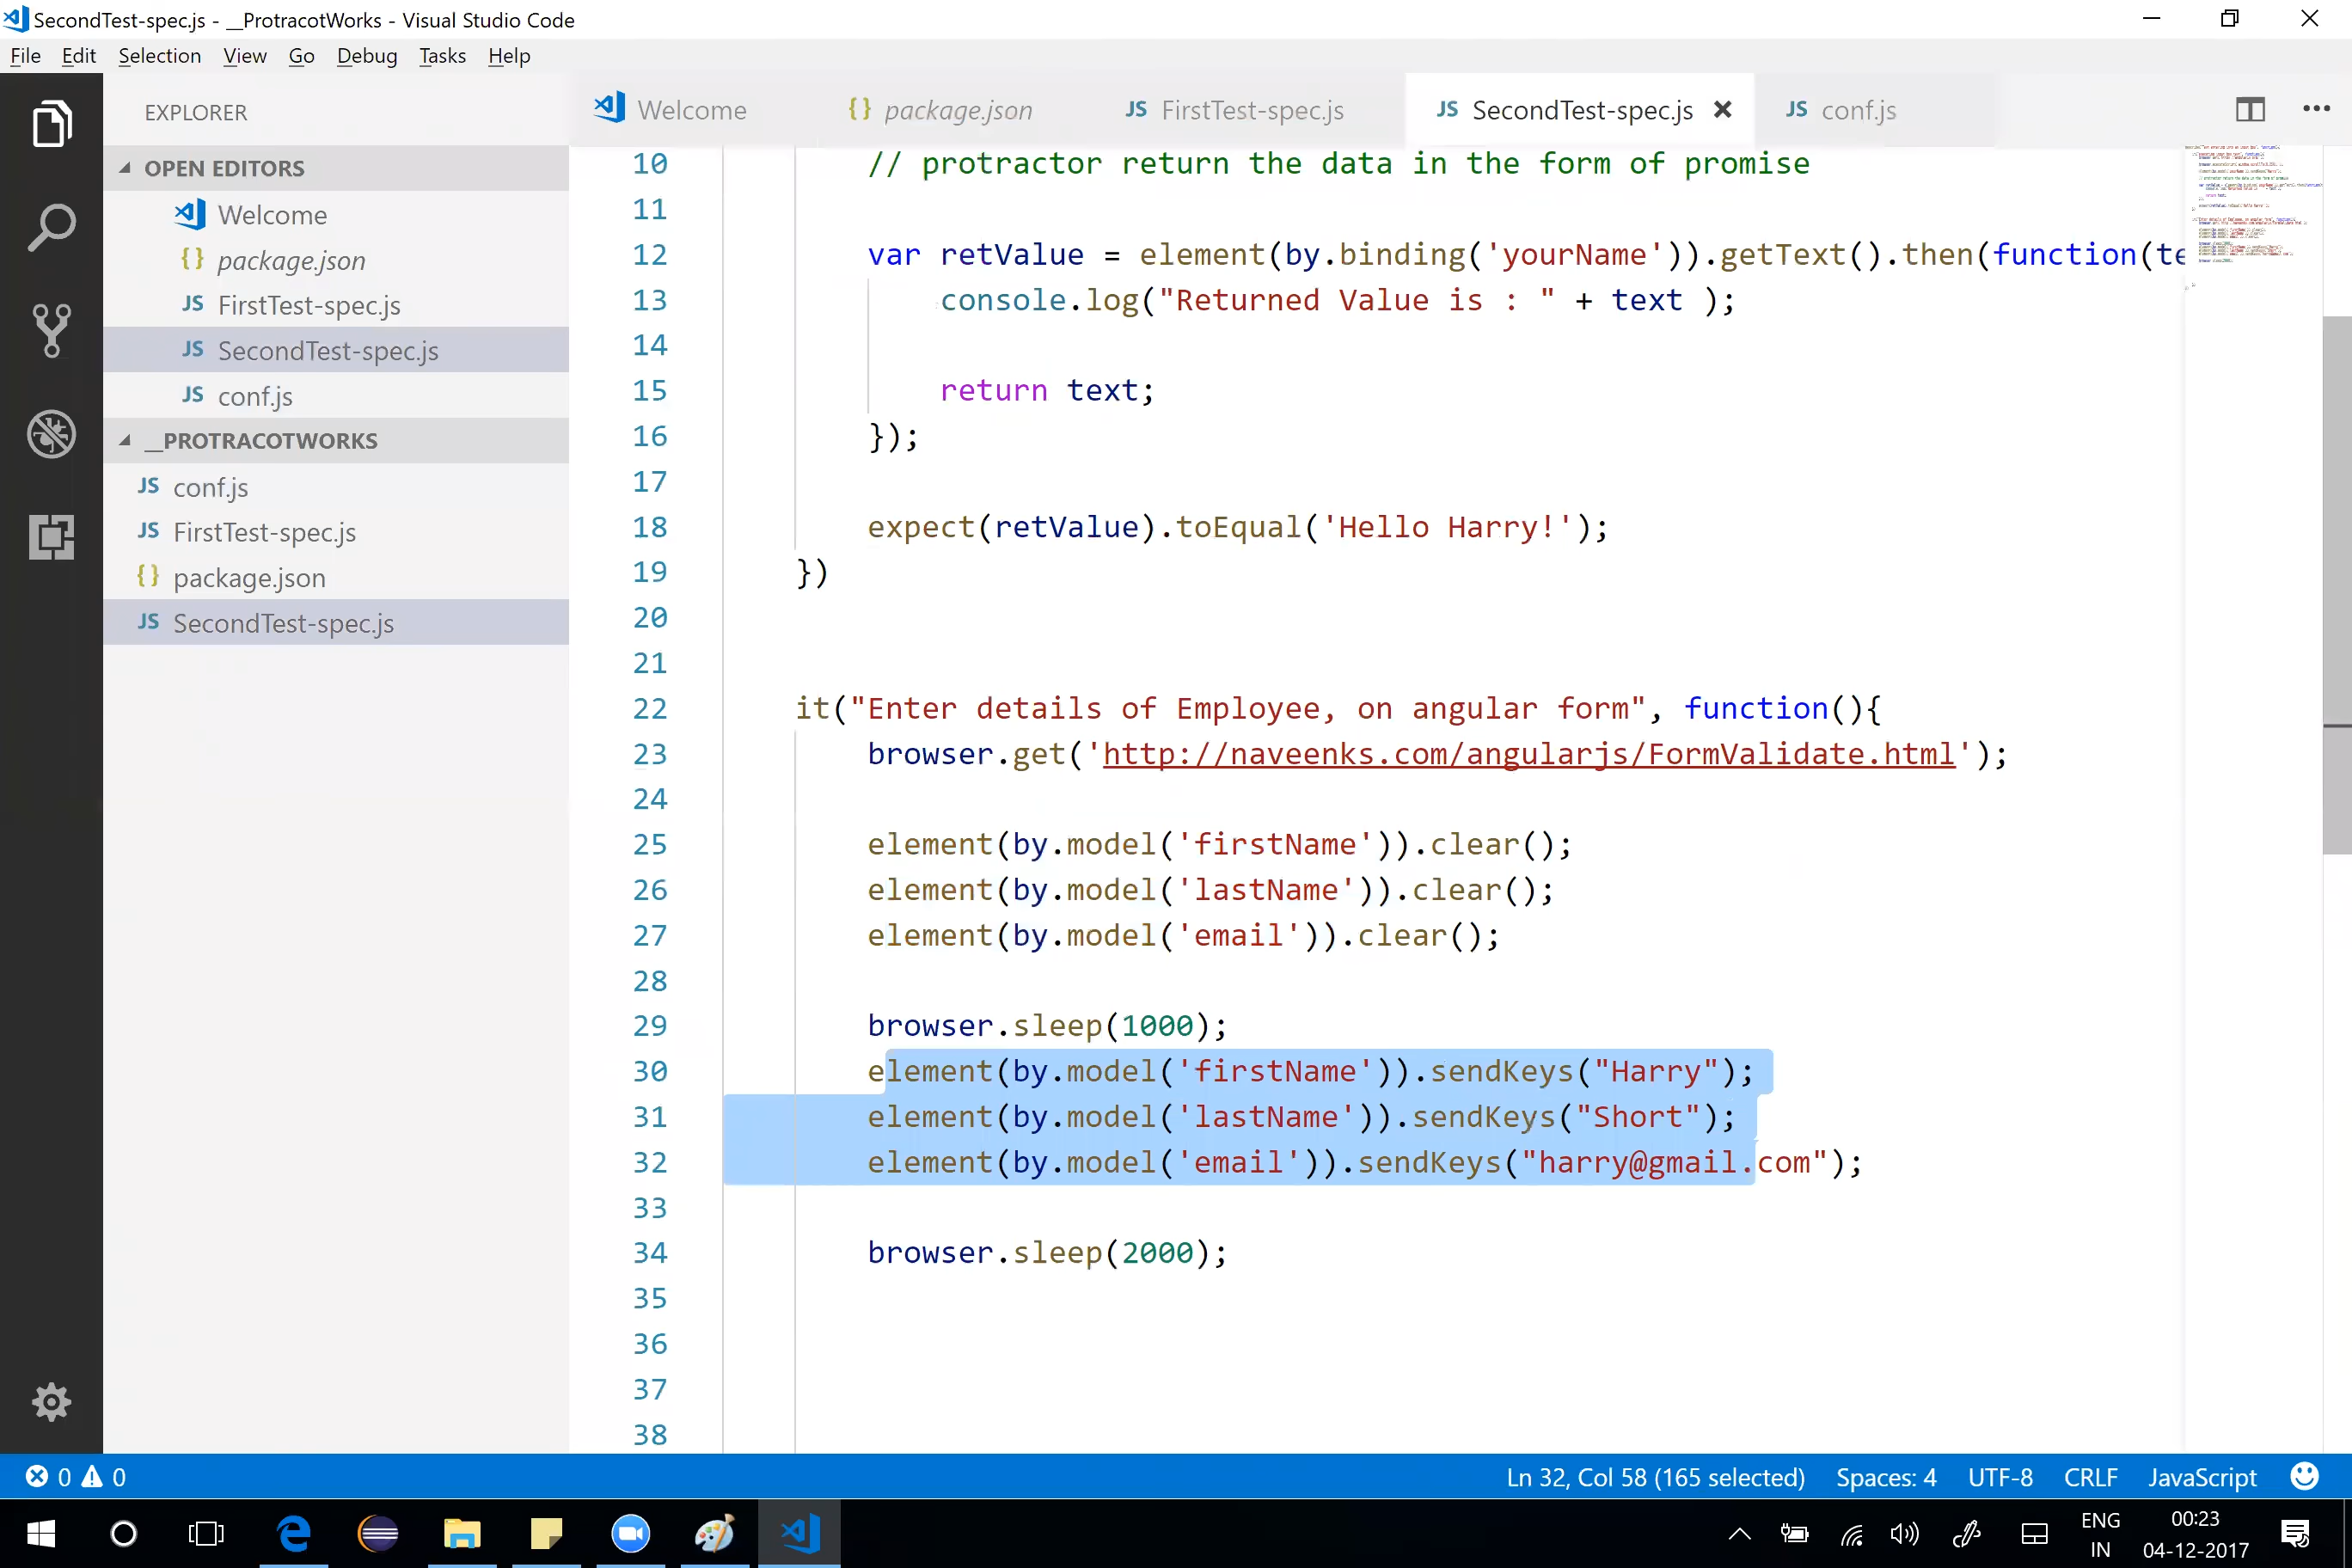 SecondTest-spec.js - __ProtracotWorks - Visual Studio Code
File Edit Selection View Go Debug Tasks Help
EXPLORER
OPEN EDITORS
Welcome
{} package.json
JS FirstTest-spec.js
JS SecondTest-spec.js
JS conf.js
__PROTRACOTWORKS
JS conf.js
JS FirstTest-spec.js
{} package.json
JS SecondTest-spec.js
Welcome {} package.json JS FirstTest-spec.js JS SecondTest-spec.js JS conf.js
10 // protractor return the data in the form of promise
11
12 var retValue = element(by.binding('yourName')).getText().then(function(te
13 console.log("Returned Value is : " + text );
14
15 return text;
16 });
17
18 expect(retValue).toEqual('Hello Harry!');
19 })
20
21
22 it("Enter details of Employee, on angular form", function(){
23 browser.get('http://naveenks.com/angularjs/FormValidate.html');
24
25 element(by.model('firstName')).clear();
26 element(by.model('lastName')).clear();
27 element(by.model('email')).clear();
28
29 browser.sleep(1000);
30 element(by.model('firstName')).sendKeys("Harry");
31 element(by.model('lastName')).sendKeys("Short");
32 element(by.model('email')).sendKeys("harry@gmail.com");
33
34 browser.sleep(2000);
35
36
37
38
0 0 Ln 32, Col 58 (165 selected) Spaces: 4 UTF-8 CRLF JavaScript
ENG
IN
00:23
04-12-2017